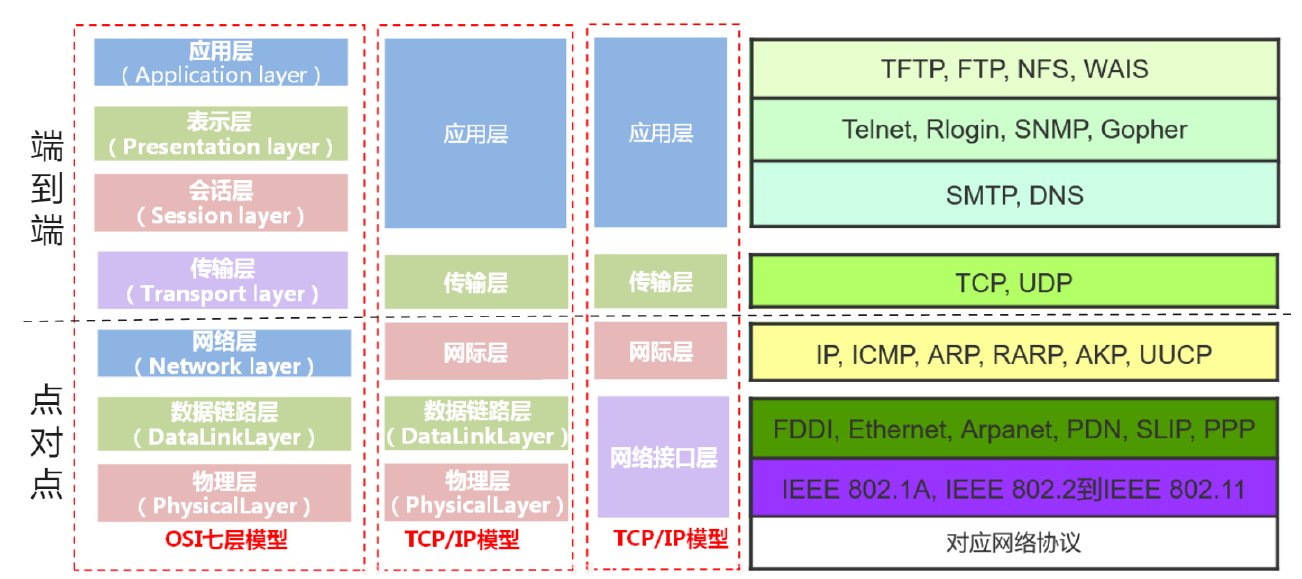 端到端
点对点
应用层
（Application layer）
表示层
（Presentation layer）
会话层
（Session layer）
传输层
（Transport layer）
网络层
（Network layer）
数据链路层
（DataLinkLayer）
物理层
（PhysicalLayer）
OSI七层模型
应用层
传输层
网际层
数据链路层
（DataLinkLayer）
物理层
（PhysicalLayer）
TCP/IP模型
应用层
传输层
网际层
网络接口层
TCP/IP模型
TFTP, FTP, NFS, WAIS
Telnet, Rlogin, SNMP, Gopher
SMTP, DNS
TCP, UDP
IP, ICMP, ARP, RARP, AKP, UUCP
FDDI, Ethernet, Arpanet, PDN, SLIP, PPP
IEEE 802.1A, IEEE 802.2到IEEE 802.11
对应网络协议